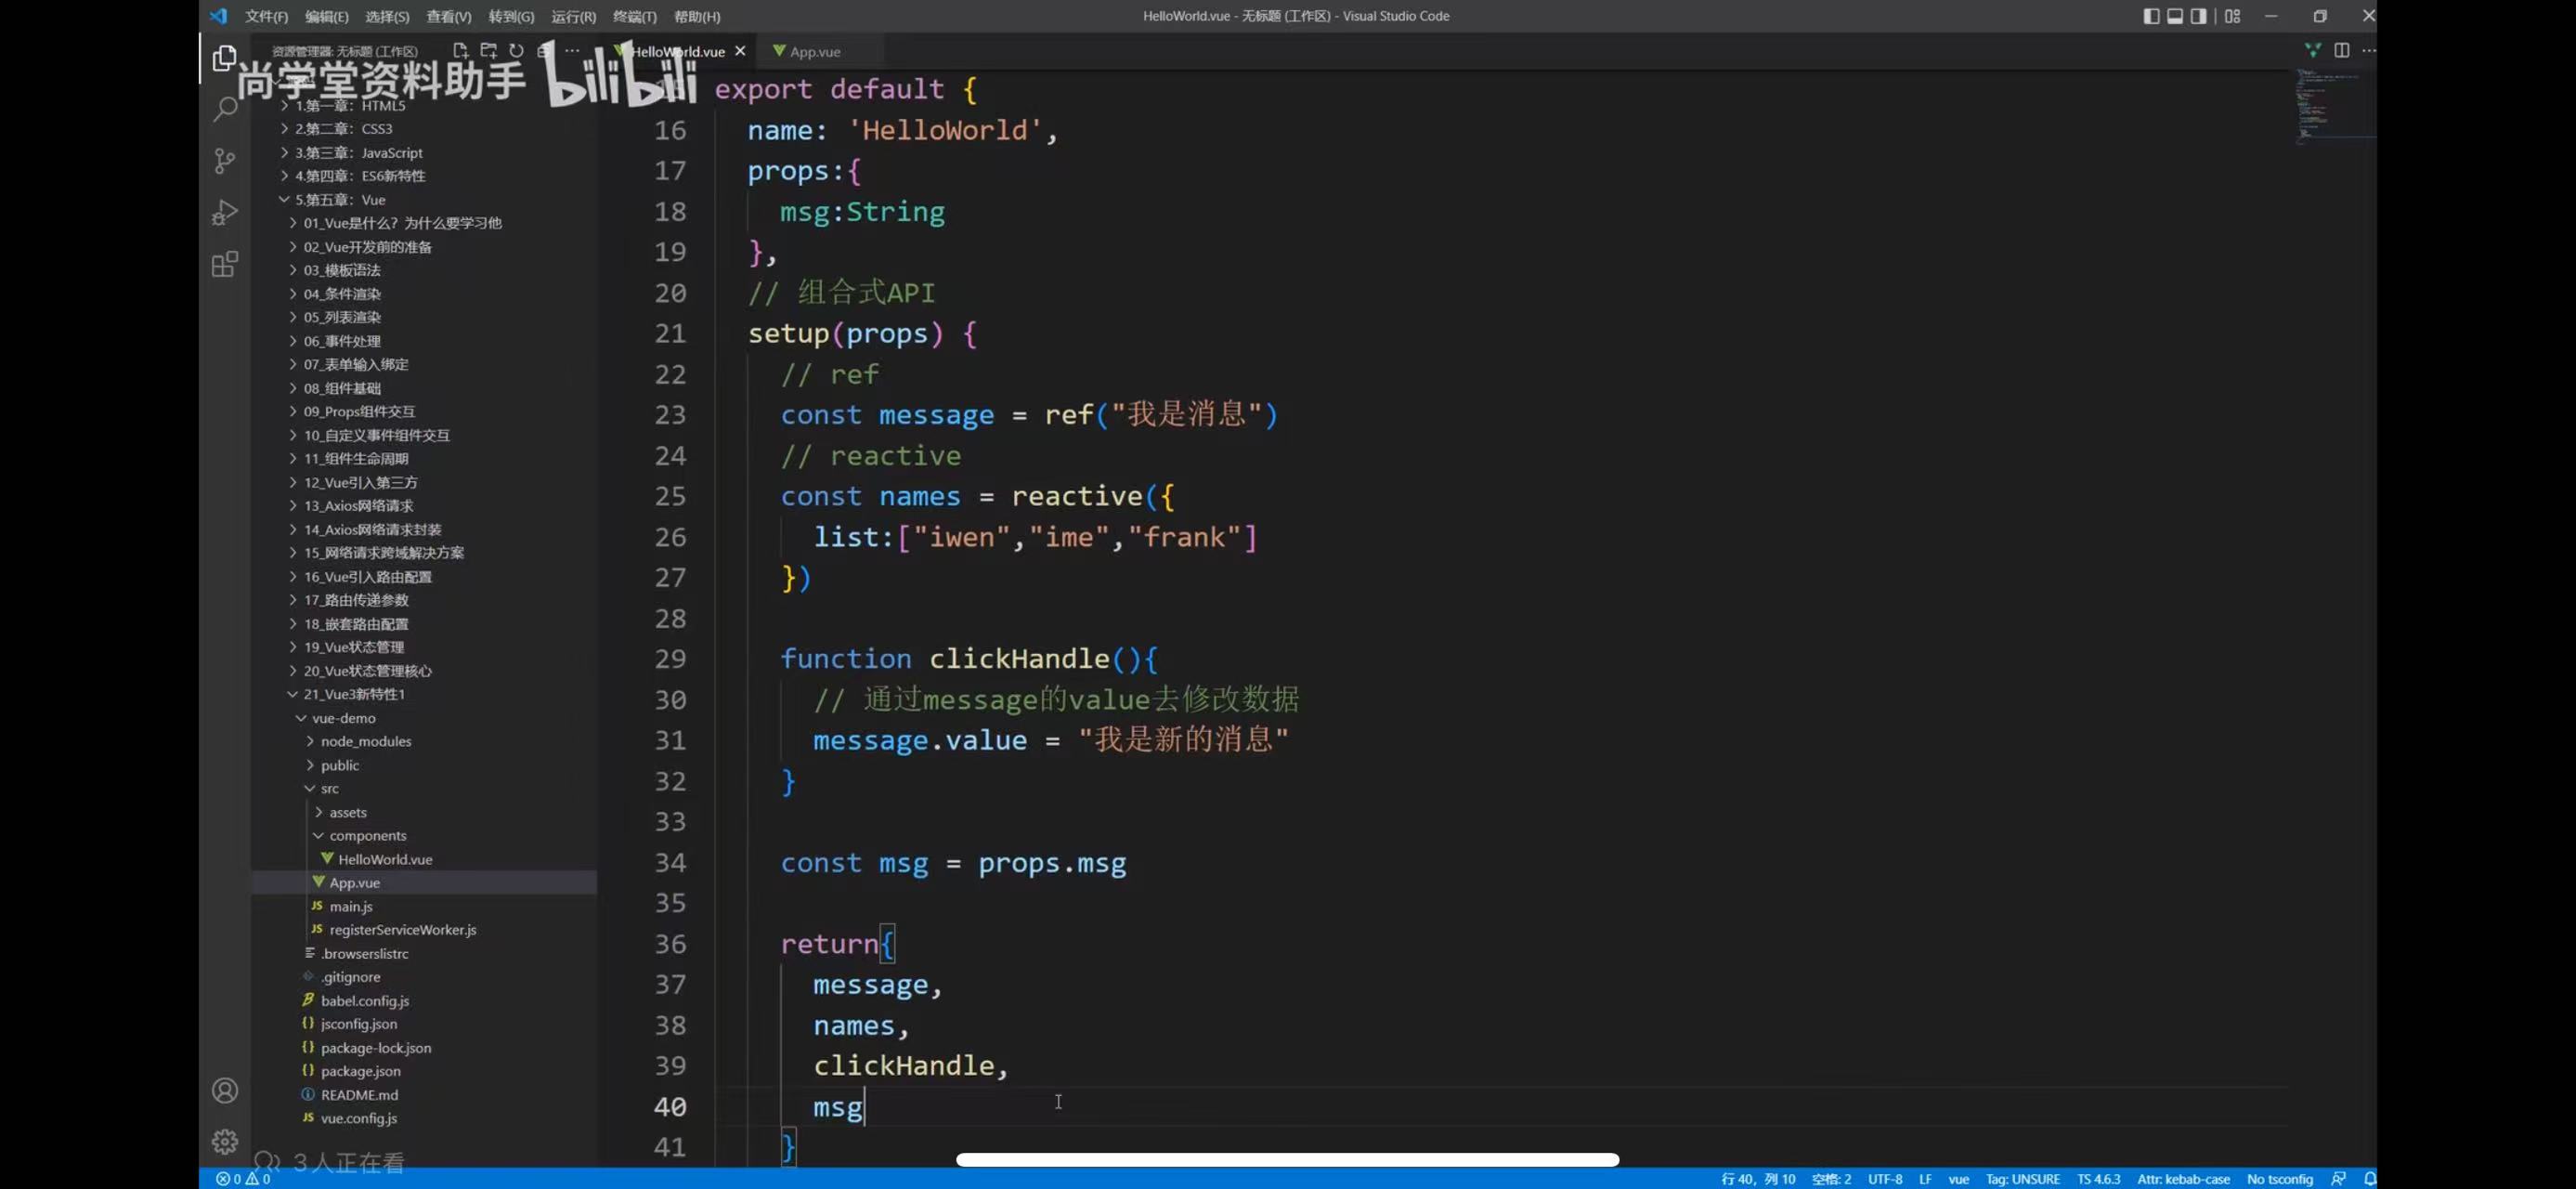 文件(F) 编辑(E) 选择(S) 查看(V) 转到(G) 运行(R) 终端(T) 帮助(H)
HelloWorld.vue - 无标题 (工作区) - Visual Studio Code
资源管理器: 无标题 (工作区)
HelloWorld.vue
App.vue
尚学堂资料助手 bilibili
1.第一章：HTML5
2.第二章：CSS3
3.第三章：JavaScript
4.第四章：ES6新特性
5.第五章：Vue
01_Vue是什么？为什么要学习他
02_Vue开发前的准备
03_模板语法
04_条件渲染
05_列表渲染
06_事件处理
07_表单输入绑定
08_组件基础
09_Props组件交互
10_自定义事件组件交互
11_组件生命周期
12_Vue引入第三方
13_Axios网络请求
14_Axios网络请求封装
15_网络请求跨域解决方案
16_Vue引入路由配置
17_路由传递参数
18_嵌套路由配置
19_Vue状态管理
20_Vue状态管理核心
21_Vue3新特性1
vue-demo
node_modules
public
src
assets
components
HelloWorld.vue
App.vue
JS main.js
JS registerServiceWorker.js
.browserslistrc
.gitignore
babel.config.js
{} jsconfig.json
{} package-lock.json
{} package.json
README.md
JS vue.config.js
export default {
16 name: 'HelloWorld',
17 props:{
18 msg:String
19 },
20 // 组合式API
21 setup(props) {
22 // ref
23 const message = ref("我是消息")
24 // reactive
25 const names = reactive({
26 list:["iwen","ime","frank"]
27 })
28
29 function clickHandle(){
30 // 通过message的value去修改数据
31 message.value = "我是新的消息"
32 }
33
34 const msg = props.msg
35
36 return{
37 message,
38 names,
39 clickHandle,
40 msg
41 }
3人正在看
0 0
行 40，列 10 空格: 2 UTF-8 LF vue Tag: UNSURE TS 4.6.3 Attr: kebab-case No tsconfig